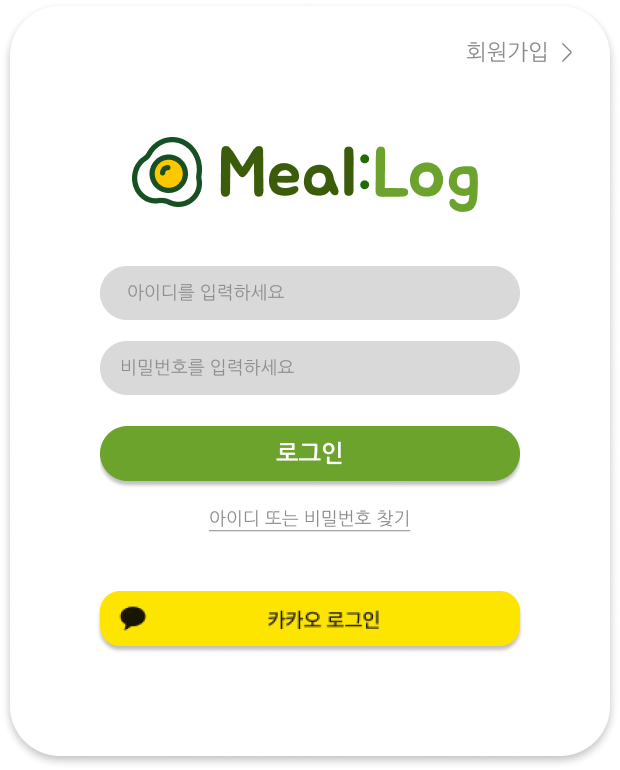 회원가입 >
Meal:Log
아이디를 입력하세요
비밀번호를 입력하세요
로그인
아이디 또는 비밀번호 찾기
카카오 로그인